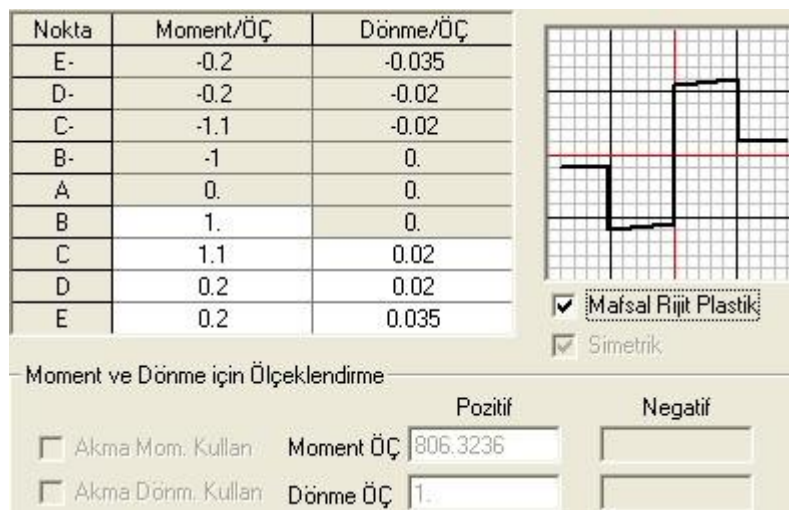 Nokta Moment/ÖÇ Dönme/ÖÇ
E- -0.2 -0.035
D- -0.2 -0.02
C- -1.1 -0.02
B- -1 0.
A 0. 0.
B 1. 0.
C 1.1 0.02
D 0.2 0.02
E 0.2 0.035
Mafsal Rijit Plastik
Simetrik
Moment ve Dönme için Ölçeklendirme
Pozitif Negatif
Akma Mom. Kullan Moment ÖÇ 806.3236
Akma Dönm. Kullan Dönme ÖÇ 1.